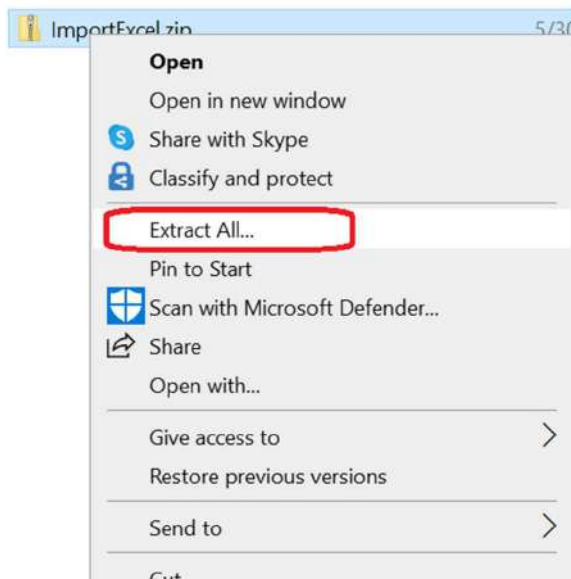 ImportExcel.zip 5/30
Open
Open in new window
Share with Skype
Classify and protect
Extract All...
Pin to Start
Scan with Microsoft Defender...
Share
Open with...
Give access to
Restore previous versions
Send to
Cut